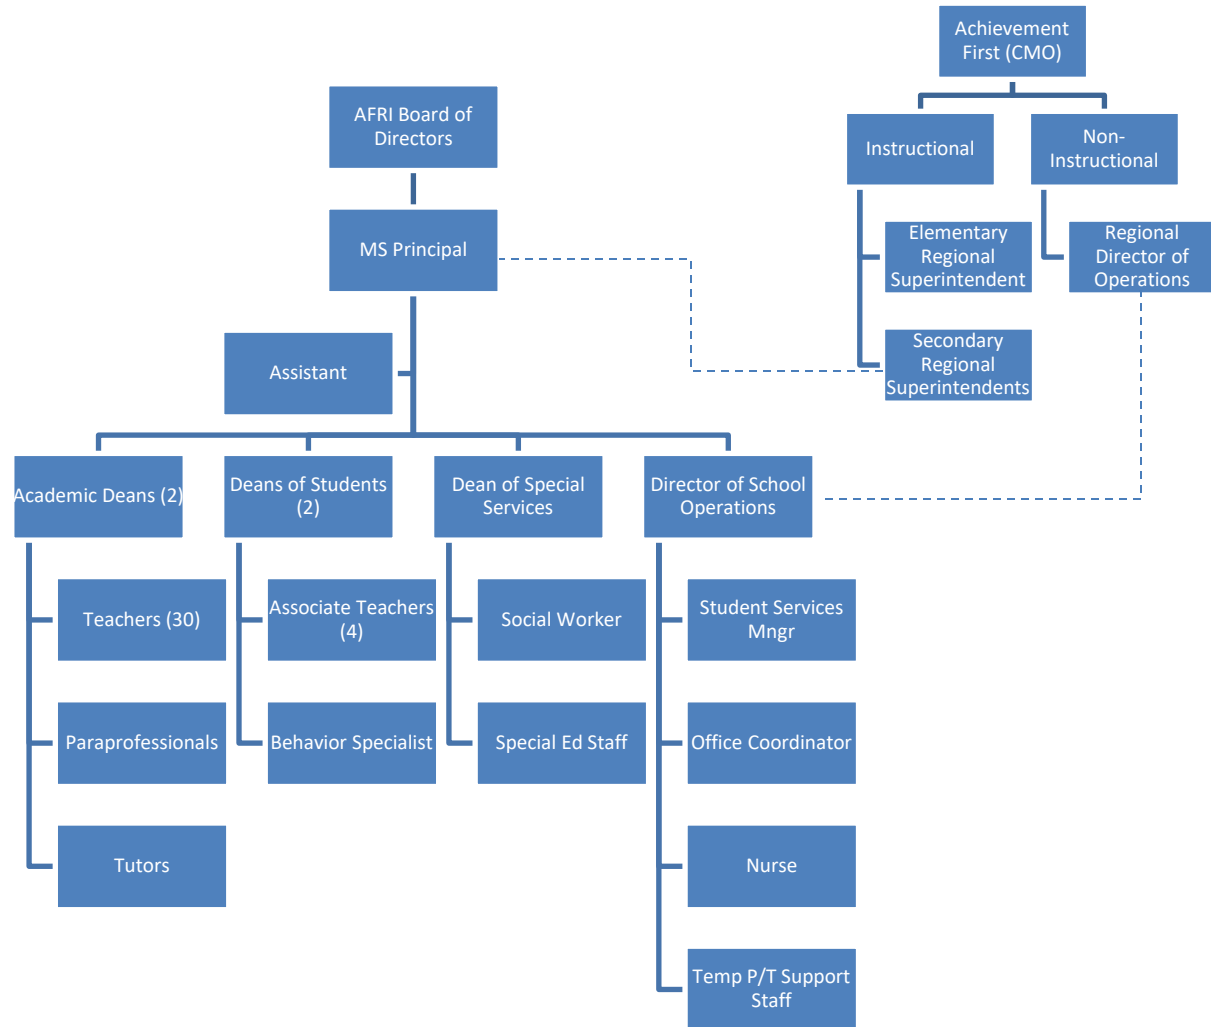 Achievement
First (CMO)
AFRI Board of
Directors
Instructional
Non-
Instructional
MS Principal
Elementary
Regional
Superintendent
Regional
Director of
Operations
Assistant
Secondary
Regional
Superintendents
Academic Deans (2)
Deans of Students
(2)
Dean of Special
Services
Director of School
Operations
Teachers (30)
Associate Teachers
(4)
Social Worker
Student Services
Mngr
Paraprofessionals
Behavior Specialist
Special Ed Staff
Office Coordinator
Tutors
Nurse
Temp P/T Support
Staff